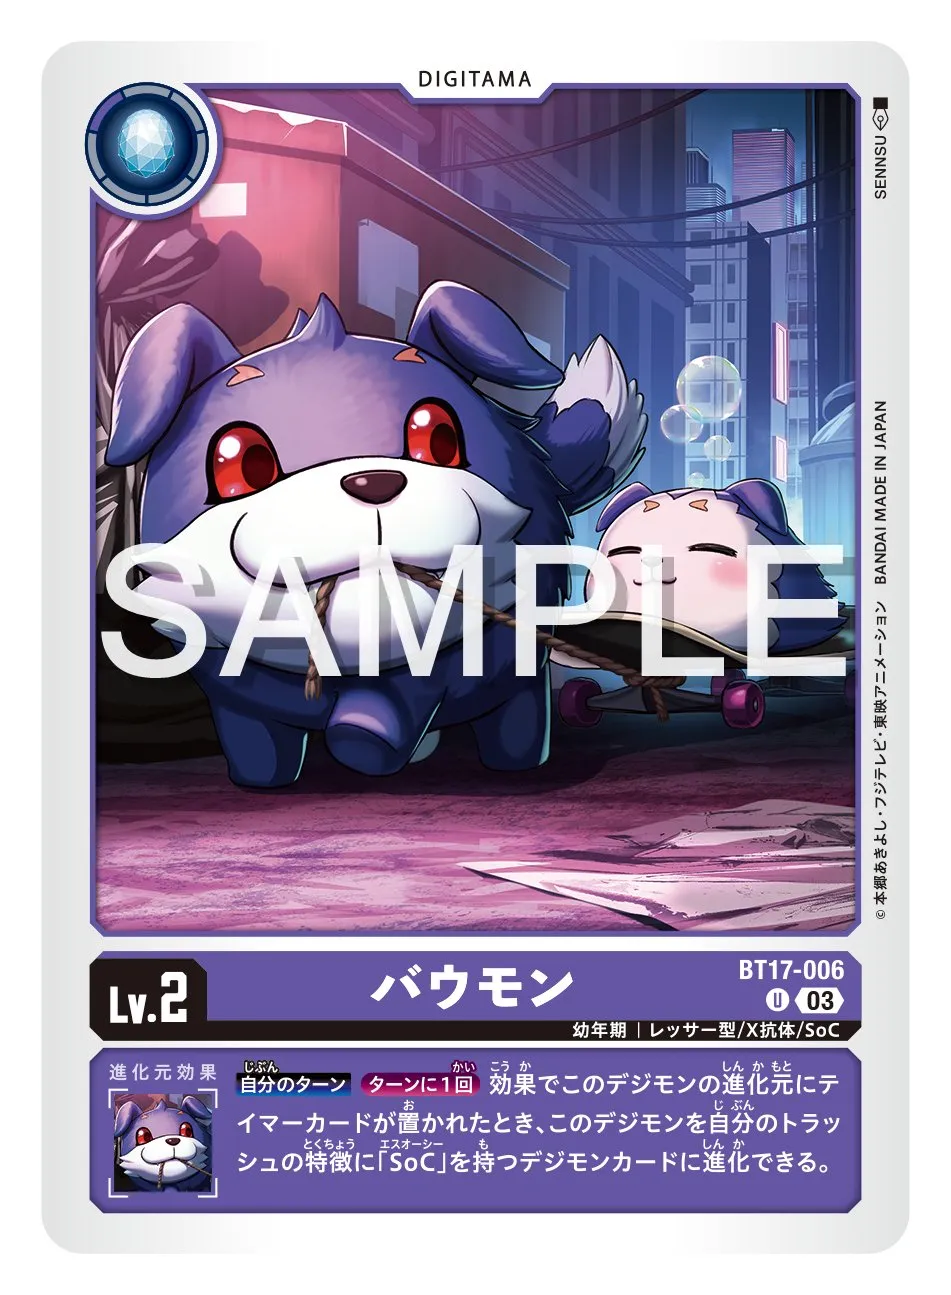 DIGITAMA
SENNSU
BANDAI MADE IN JAPAN
©本郷あきよし・フジテレビ・東映アニメーション
SAMPLE
Lv.2
バウモン
BT17-006
U 03
幼年期 | レッサー型/X抗体/SoC
進化元効果
自分のターン ターンに1回 効果でこのデジモンの進化元にテ
イマーカードが置かれたとき、このデジモンを自分のトラッ
シュの特徴に「SoC」を持つデジモンカードに進化できる。